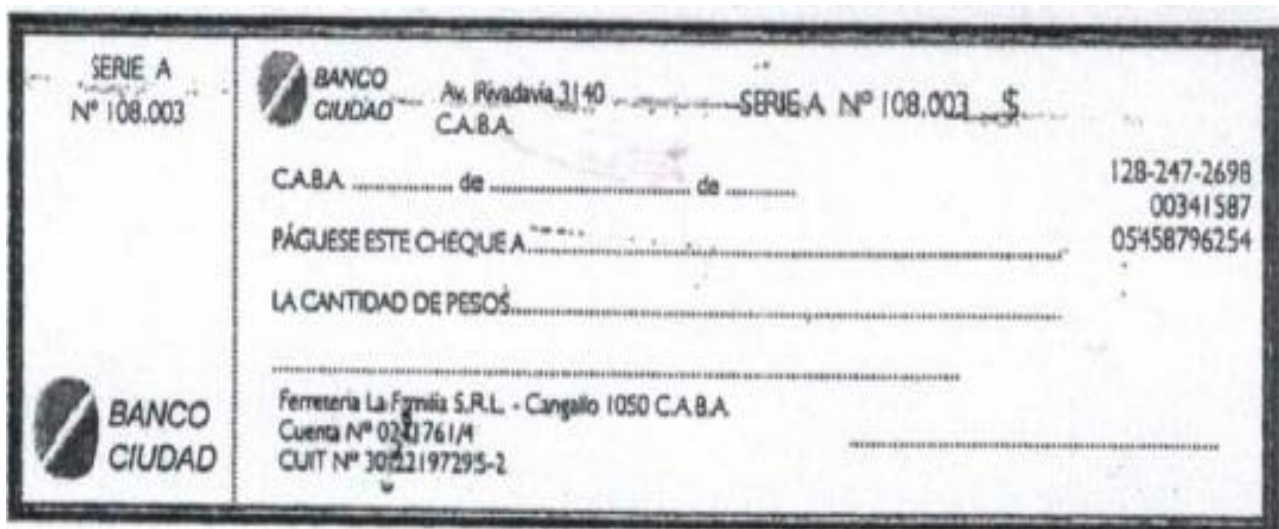 SERIE A
Nº 108.003
BANCO
CIUDAD
BANCO
CIUDAD
Av. Rivadavia 3140
C.A.B.A.
SERIE A Nº 108.003 $
128-247-2698
00341587
05458796254
C.A.B.A. ............... de .............................. de ..........
PÁGUESE ESTE CHEQUE A
LA CANTIDAD DE PESOS
Ferreteria La Familia S.R.L. - Cangallo 1050 C.A.B.A.
Cuenta Nº
CUIT Nº